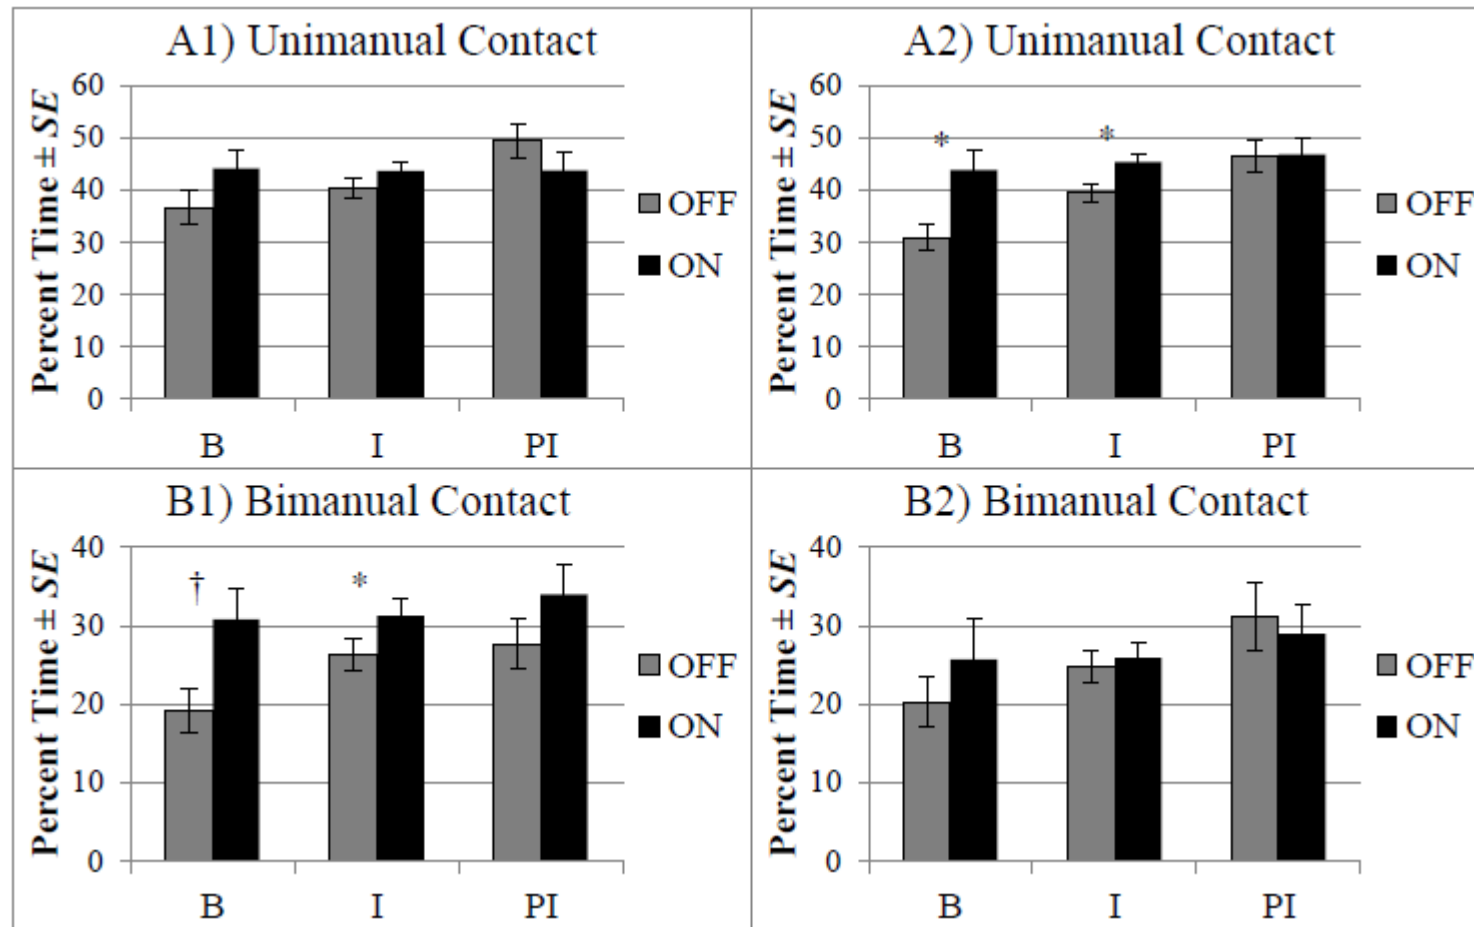 A1) Unimanual Contact
Percent Time ± SE
60
50
40
30
20
10
0
B I PI
OFF
ON
A2) Unimanual Contact
Percent Time ± SE
60
50
40
30
20
10
0
* *
B I PI
OFF
ON
B1) Bimanual Contact
Percent Time ± SE
40
30
20
10
0
† *
B I PI
OFF
ON
B2) Bimanual Contact
Percent Time ± SE
40
30
20
10
0
B I PI
OFF
ON